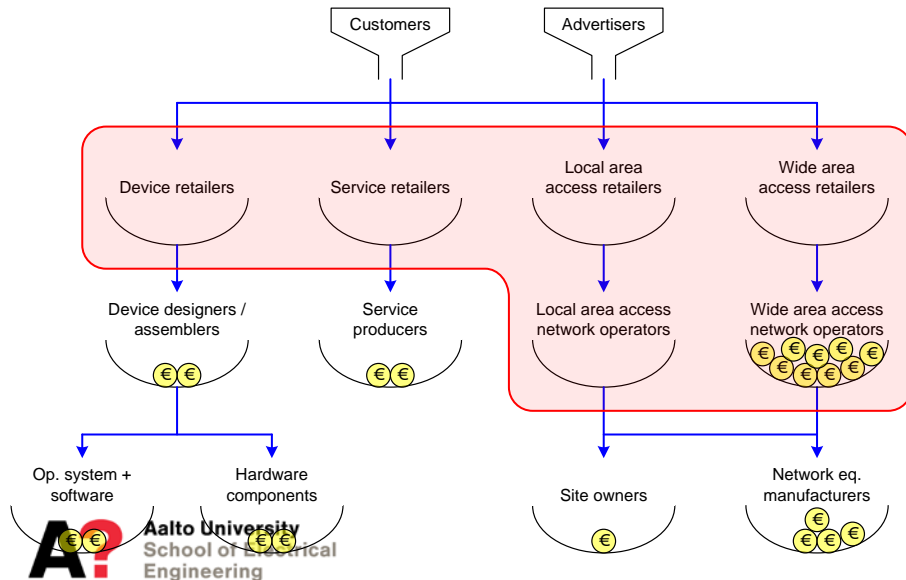 Customers
Advertisers
Device retailers
Service retailers
Local area
access retailers
Wide area
access retailers
Device designers /
assemblers
Service
producers
Local area access
network operators
Wide area access
network operators
€ €
€ €
€ € € € € € € € € €
Op. system +
software
Hardware
components
Site owners
Network eq.
manufacturers
€ €
€ €
€
€ € € €
A?
Aalto University
School of Electrical
Engineering